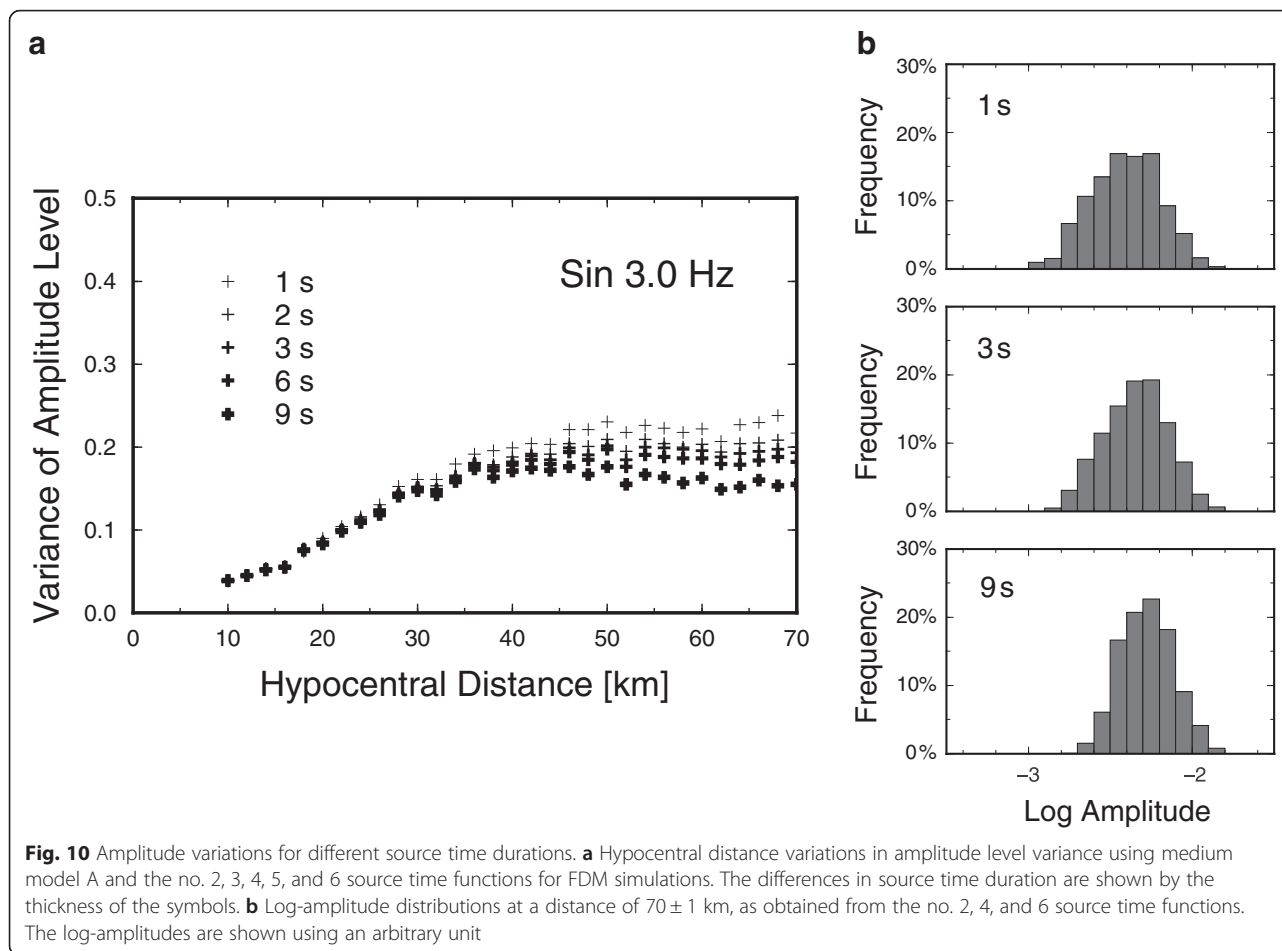 a
Variance of Amplitude Level
0.5
0.4
0.3
0.2
0.1
0.0
Sin 3.0 Hz
1 s
2 s
3 s
6 s
9 s
0 10 20 30 40 50 60 70
Hypocentral Distance [km]
b
Frequency
30%
20%
10%
0%
1 s
Frequency
30%
20%
10%
0%
3 s
Frequency
30%
20%
10%
0%
9 s
−3 −2
Log Amplitude
Fig. 10 Amplitude variations for different source time durations. a Hypocentral distance variations in amplitude level variance using medium
model A and the no. 2, 3, 4, 5, and 6 source time functions for FDM simulations. The differences in source time duration are shown by the
thickness of the symbols. b Log-amplitude distributions at a distance of 70 ± 1 km, as obtained from the no. 2, 4, and 6 source time functions.
The log-amplitudes are shown using an arbitrary unit